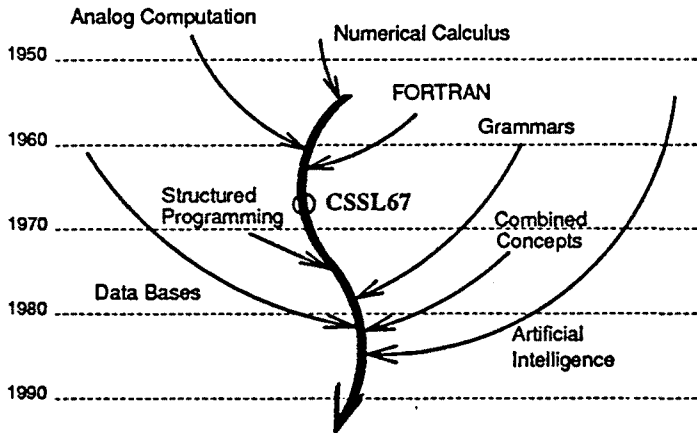 Analog Computation
Numerical Calculus
1950
FORTRAN
Grammars
1960
Structured
Programming
CSSL67
1970
Combined
Concepts
Data Bases
1980
Artificial
Intelligence
1990